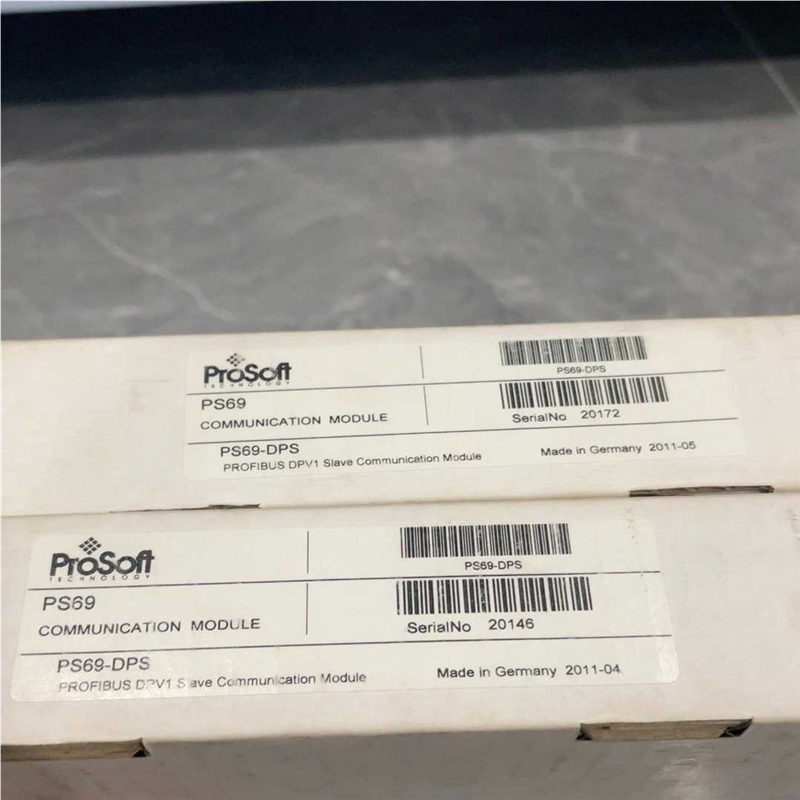 ProSoft
TECHNOLOGY
PS69-DPS
PS69
COMMUNICATION MODULE
SerialNo 20172
PS69-DPS
PROFIBUS DPV1 Slave Communication Module
Made in Germany 2011-05
ProSoft
TECHNOLOGY
PS69-DPS
PS69
COMMUNICATION MODULE
SerialNo 20146
PS69-DPS
PROFIBUS DPV1 Slave Communication Module
Made in Germany 2011-04